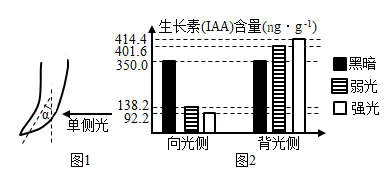 生长素(IAA)含量(ng·g⁻¹)
414.4
401.6
350.0
138.2
92.2
黑暗
弱光
强光
α
单侧光
向光侧
背光侧
图1
图2